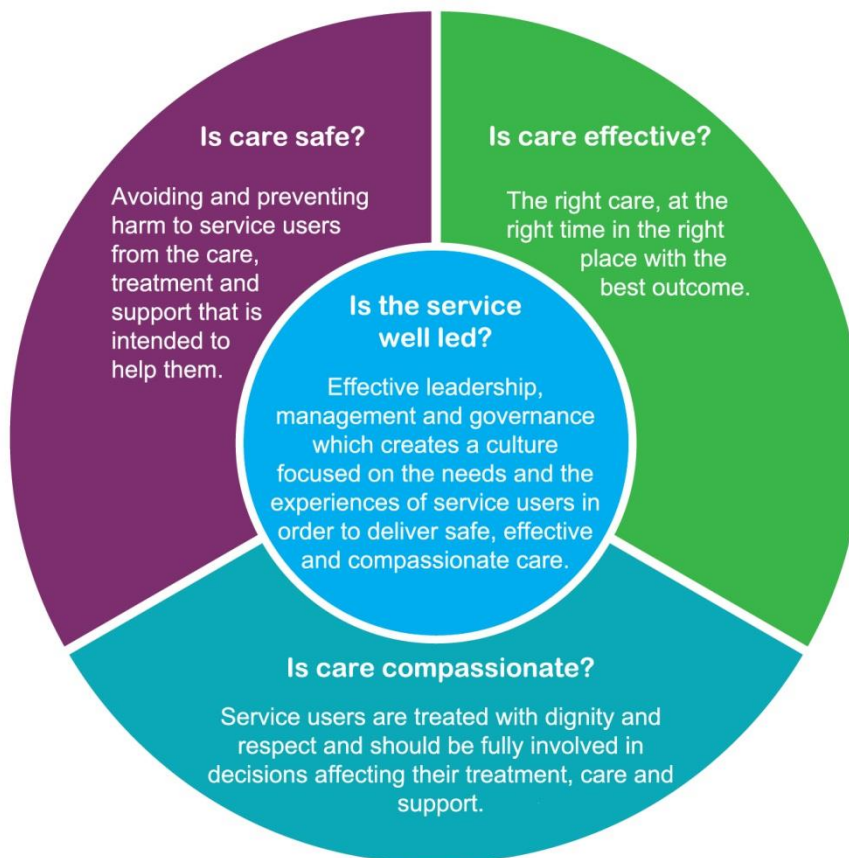 Is care safe?
Avoiding and preventing
harm to service users
from the care,
treatment and
support that is
intended to
help them.
Is care effective?
The right care, at the
right time in the right
place with the
best outcome.
Is the service
well led?
Effective leadership,
management and governance
which creates a culture
focused on the needs and the
experiences of service users in
order to deliver safe, effective
and compassionate care.
Is care compassionate?
Service users are treated with dignity and
respect and should be fully involved in
decisions affecting their treatment, care and
support.